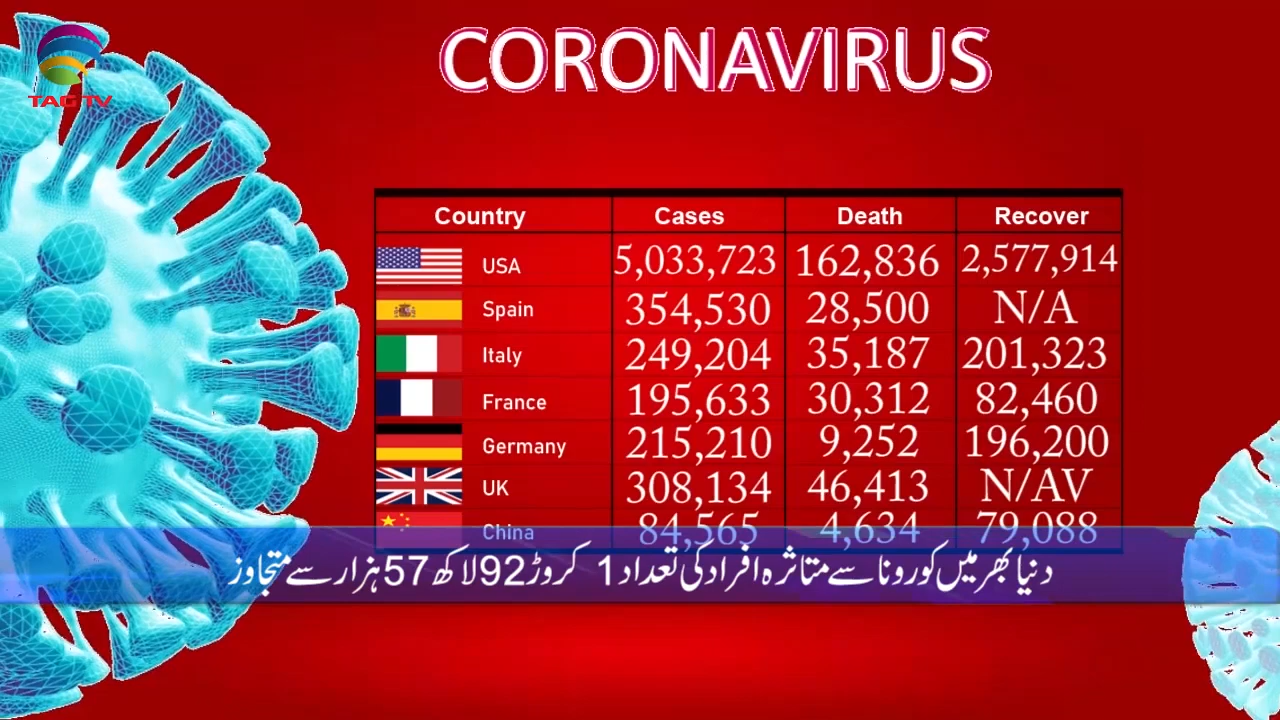 TAG TV
CORONAVIRUS
Country Cases Death Recover
USA 5,033,723 162,836 2,577,914
Spain 354,530 28,500 N/A
Italy 249,204 35,187 201,323
France 195,633 30,312 82,460
Germany 215,210 9,252 196,200
UK 308,134 46,413 N/AV
China 84,565 4,634 79,088
دنیا بھر میں کورونا سے متاثرہ افراد کی تعداد 1 کروڑ 92 لاکھ 57 ہزار سے متجاوز